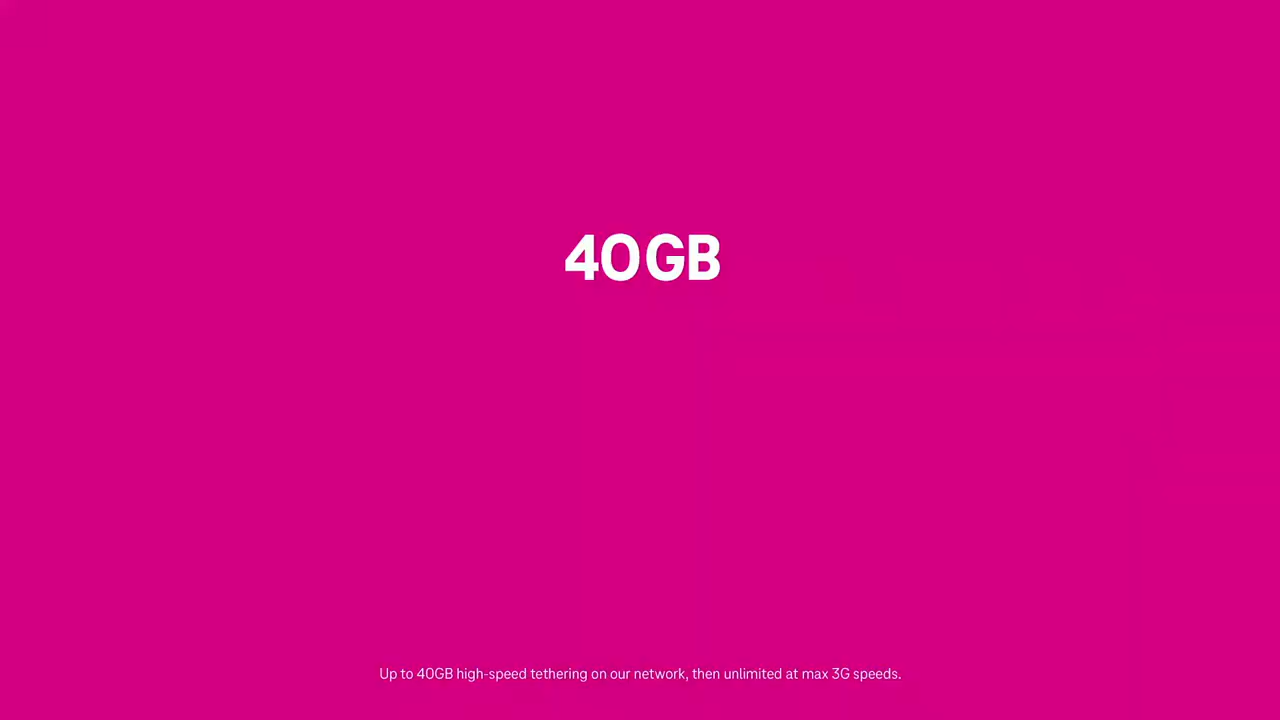 40GB
Up to 40GB high-speed tethering on our network, then unlimited at max 3G speeds.